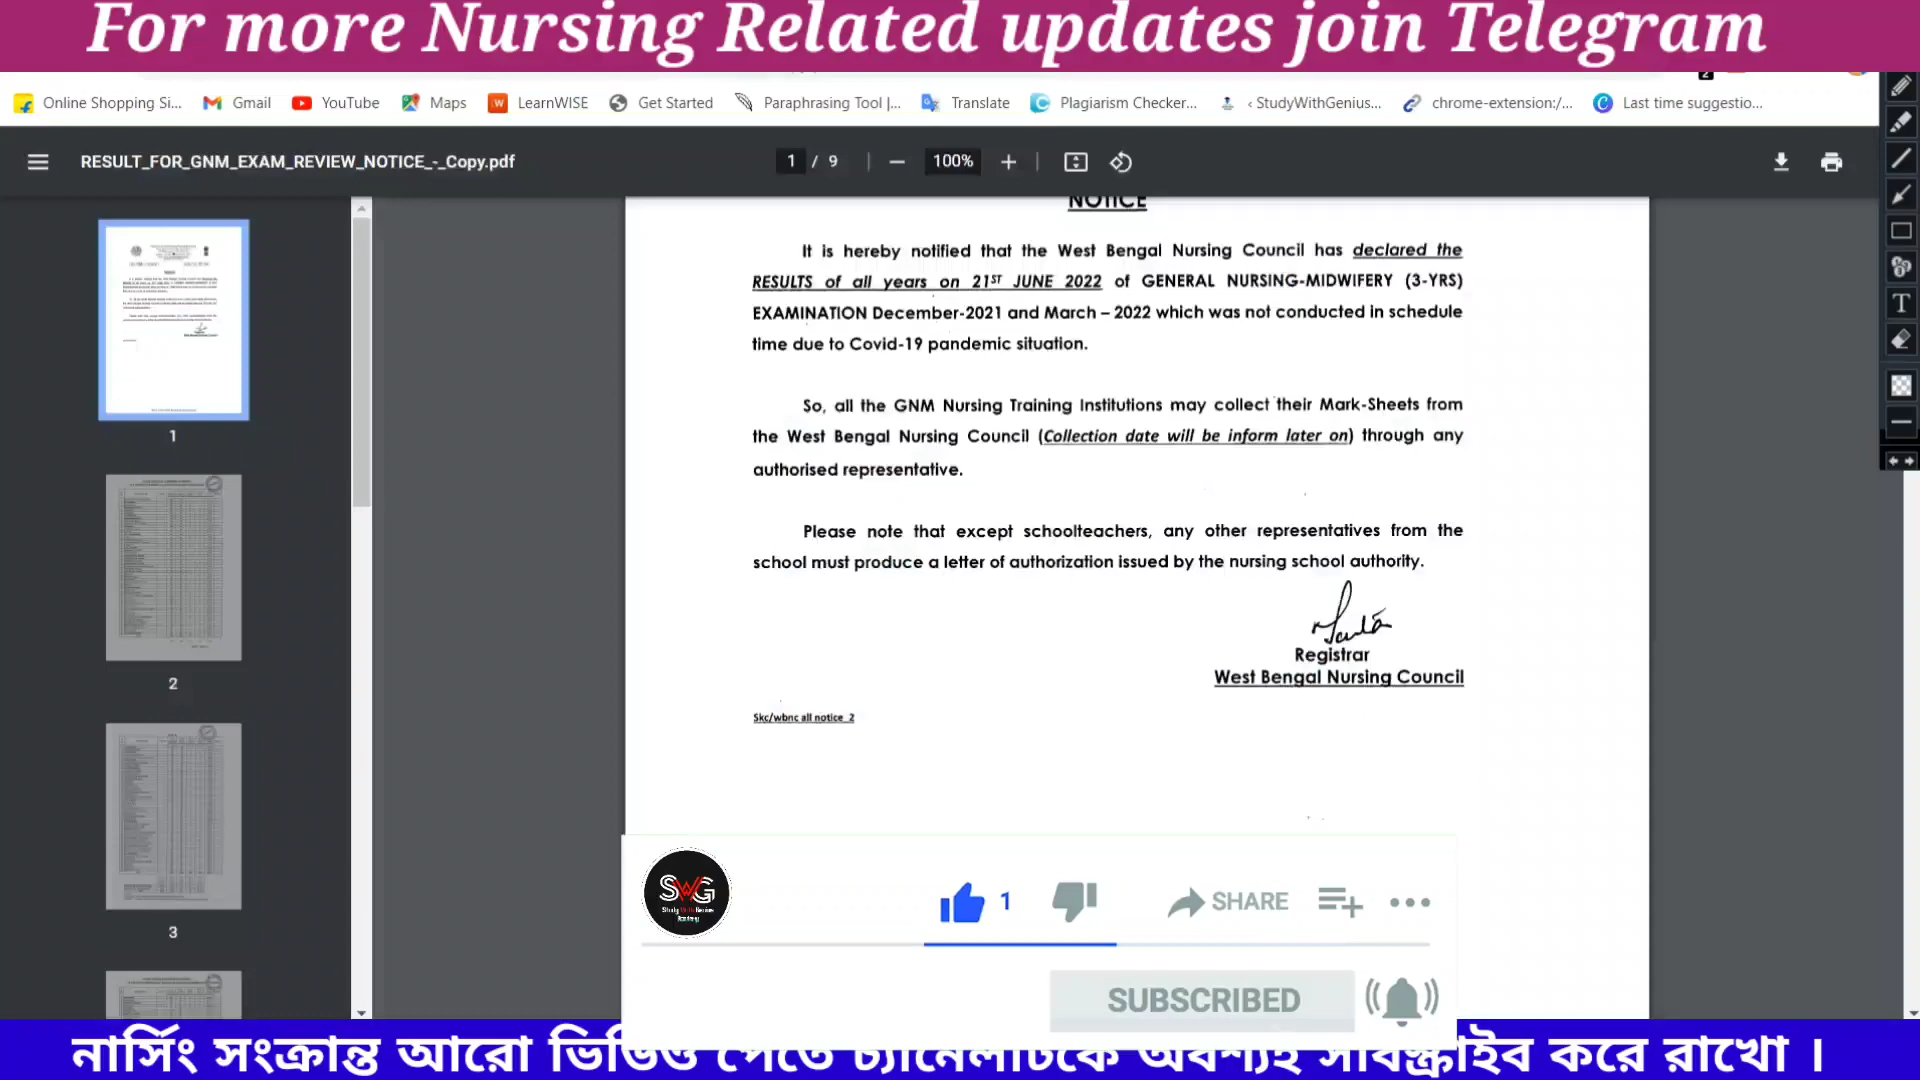 For more Nursing Related updates join Telegram
2
Online Shopping Si... Gmail YouTube Maps LearnWISE Get Started Paraphrasing Tool |... Translate Plagiarism Checker... ‹ StudyWithGenius... chrome-extension:/... Last time suggestio...
RESULT_FOR_GNM_EXAM_REVIEW_NOTICE_-_Copy.pdf 1 / 9 100%
NOTICE
It is hereby notified that the West Bengal Nursing Council has declared the
RESULTS of all years on 21ST JUNE 2022 of GENERAL NURSING-MIDWIFERY (3-YRS)
EXAMINATION December-2021 and March – 2022 which was not conducted in schedule
time due to Covid-19 pandemic situation.
So, all the GNM Nursing Training Institutions may collect their Mark-Sheets from
the West Bengal Nursing Council (Collection date will be inform later on) through any
authorised representative.
Please note that except schoolteachers, any other representatives from the
school must produce a letter of authorization issued by the nursing school authority.
Registrar
West Bengal Nursing Council
Skc/wbnc all notice_2
1
2
3
T
SWG
1 SHARE
SUBSCRIBED
নার্সিং সংক্রান্ত আরো ভিডিও পেতে চ্যানেলটিকে অবশ্যই সাবস্ক্রাইব করে রাখো ।